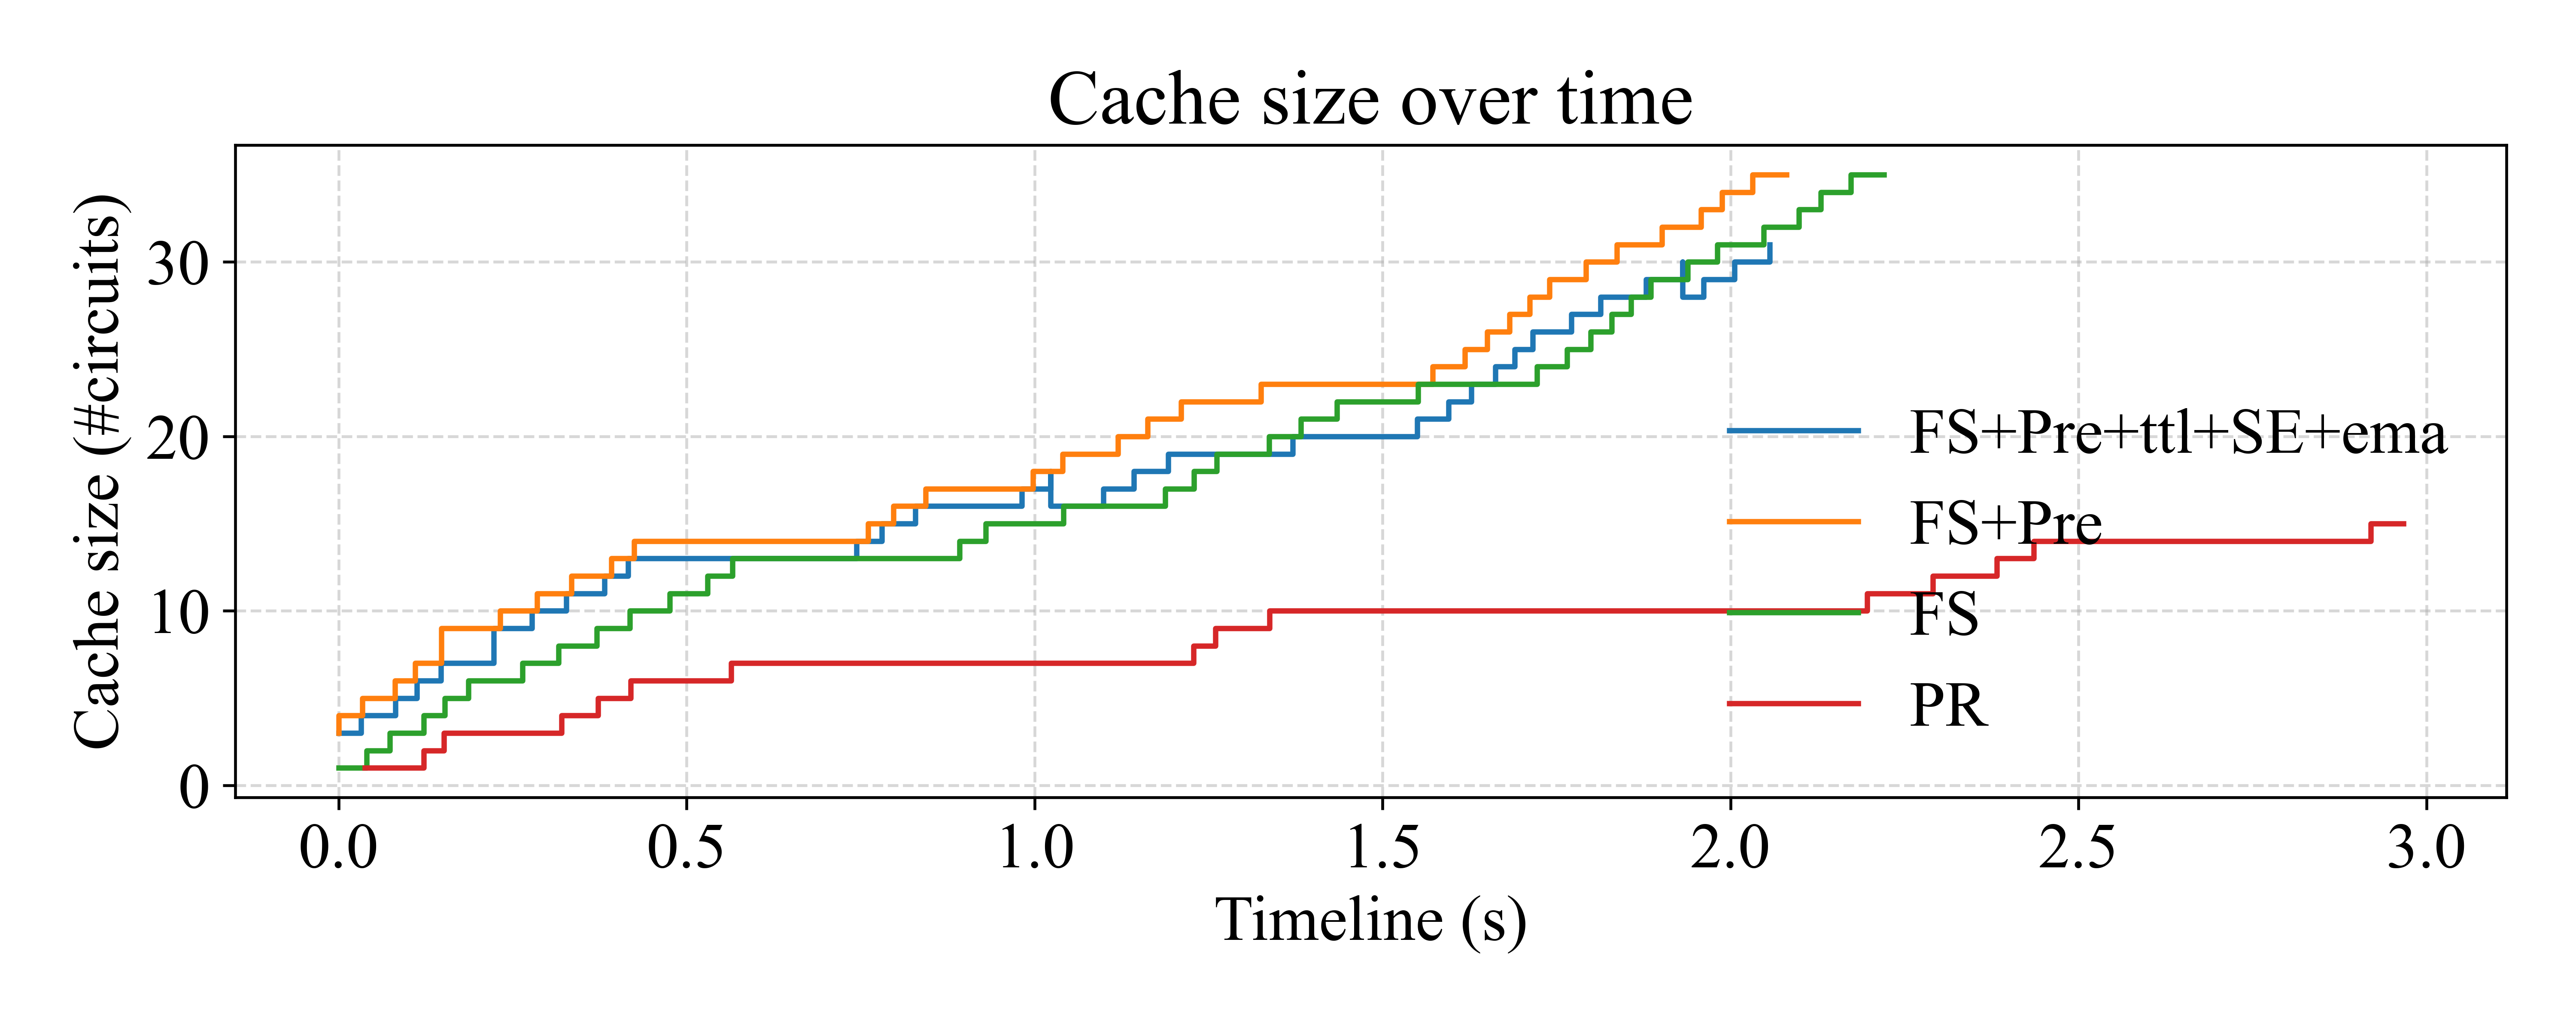 Cache size over time
Cache size (#circuits)
30
20
10
0
FS+Pre+ttl+SE+ema
FS+Pre
FS
PR
0.0 0.5 1.0 1.5 2.0 2.5 3.0
Timeline (s)